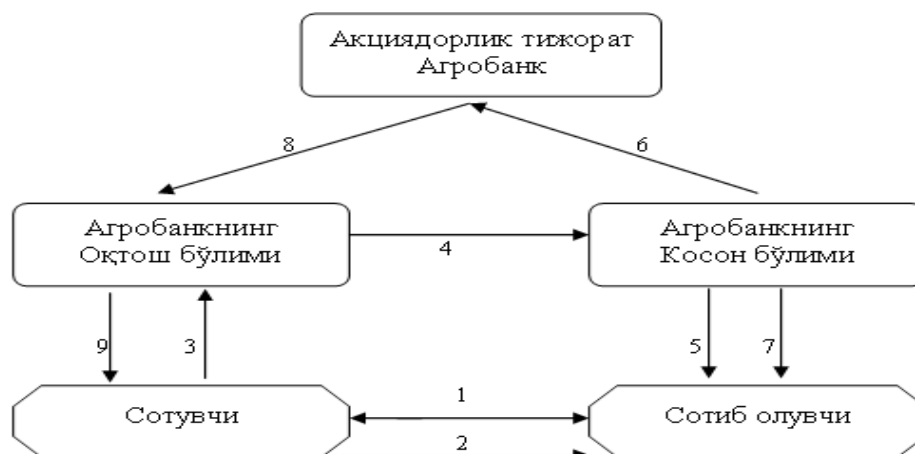 Акциядорлик тижорат
Агробанк
8
6
Агробанкнинг
Оқтош бўлими
4
Агробанкнинг
Косон бўлими
9
3
5
7
Сотувчи
1
Сотиб олувчи
2